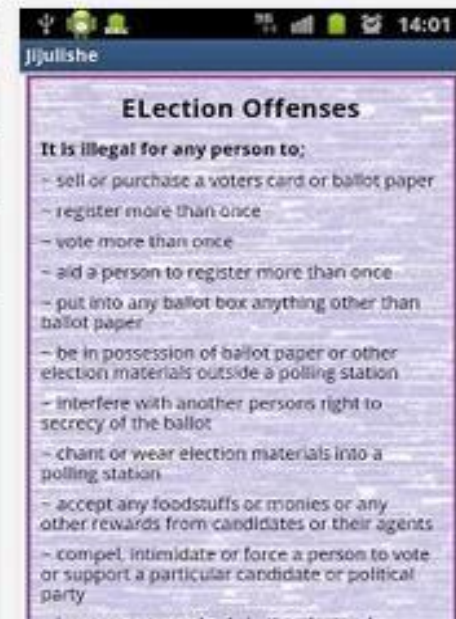 14:01
Jijulishe
ELection Offenses
It is illegal for any person to;
~ sell or purchase a voters card or ballot paper
~ register more than once
~ vote more than once
~ aid a person to register more than once
~ put into any ballot box anything other than
ballot paper
~ be in possession of ballot paper or other
election materials outside a polling station
~ interfere with another persons right to
secrecy of the ballot
~ chant or wear election materials into a
polling station
~ accept any foodstuffs or monies or any
other rewards from candidates or their agents
~ compel, intimidate or force a person to vote
or support a particular candidate or political
party